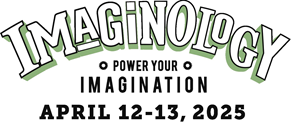 IMAGiNOLOGY
• POWER YOUR •
IMAGINATION
APRIL 12-13, 2025